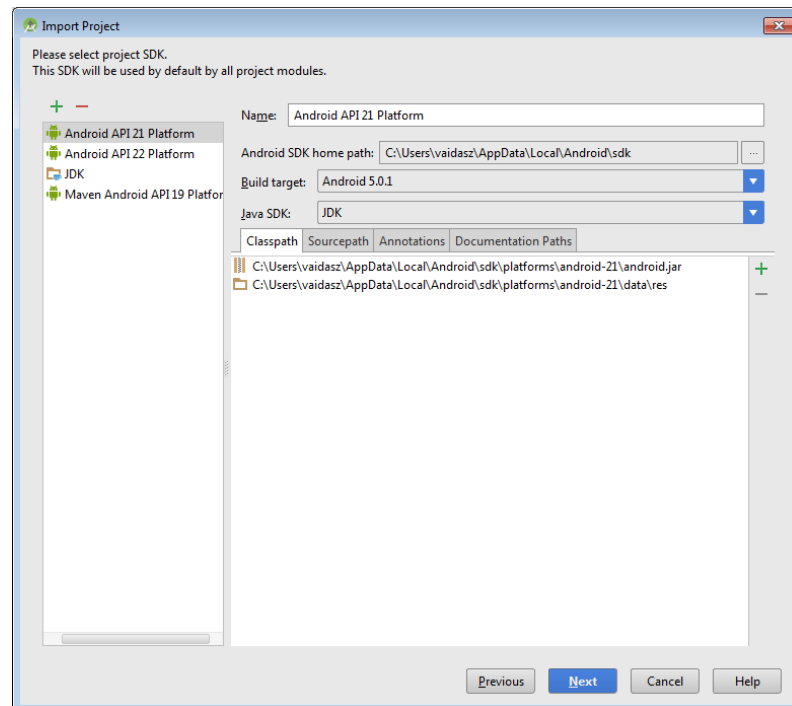 Import Project
Please select project SDK.
This SDK will be used by default by all project modules.
Android API 21 Platform
Android API 22 Platform
JDK
Maven Android API 19 Platfor
Name: Android API 21 Platform
Android SDK home path: C:\Users\vaidasz\AppData\Local\Android\sdk ...
Build target: Android 5.0.1
Java SDK: JDK
Classpath Sourcepath Annotations Documentation Paths
C:\Users\vaidasz\AppData\Local\Android\sdk\platforms\android-21\android.jar
C:\Users\vaidasz\AppData\Local\Android\sdk\platforms\android-21\data\res
Previous Next Cancel Help